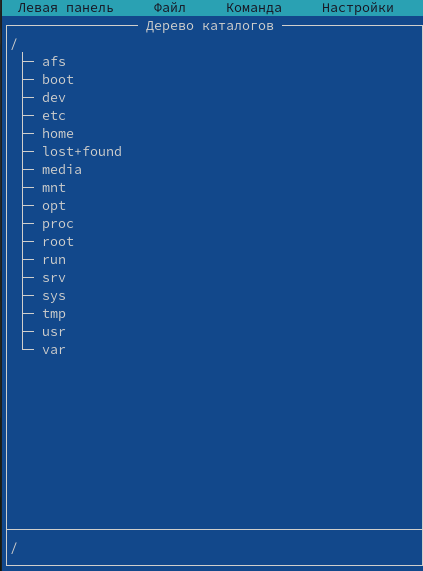 Левая панель Файл Команда Настройки
Дерево каталогов
/
afs
boot
dev
etc
home
lost+found
media
mnt
opt
proc
root
run
srv
sys
tmp
usr
var
/